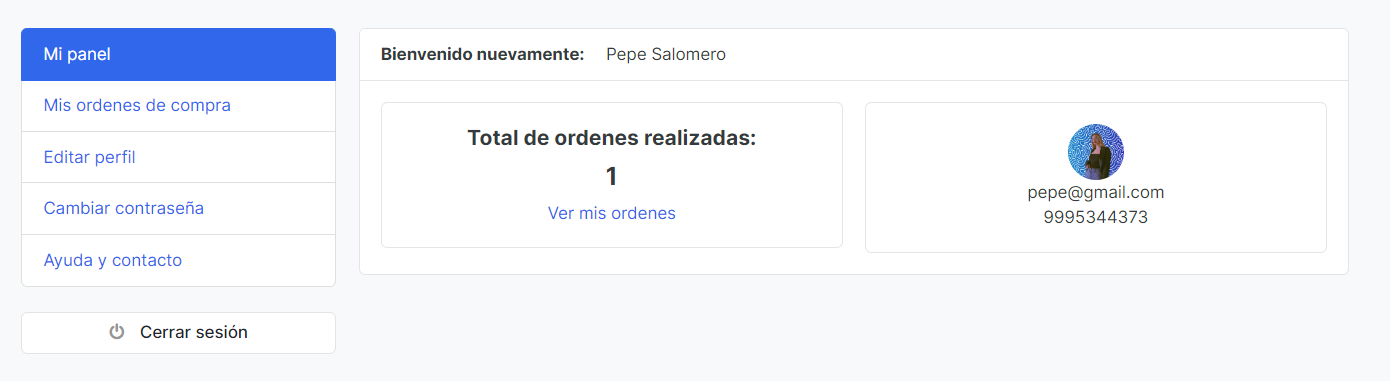 Mi panel
Mis ordenes de compra
Editar perfil
Cambiar contraseña
Ayuda y contacto
Cerrar sesión
Bienvenido nuevamente: Pepe Salomero
Total de ordenes realizadas:
1
Ver mis ordenes
pepe@gmail.com
9995344373